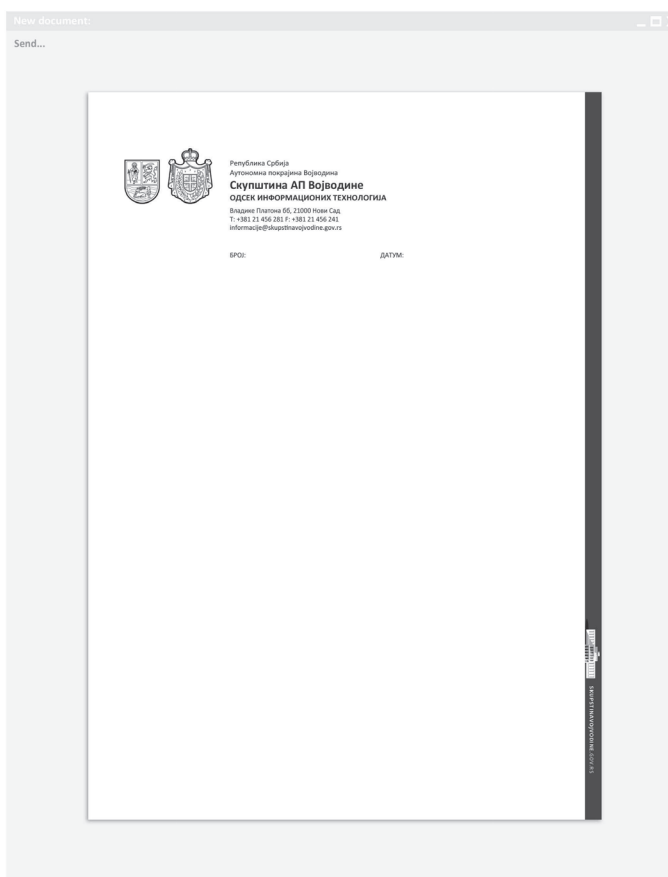 New document:
Send...
Република Србија
Аутономна покрајина Војводина
Скупштина АП Војводине
ОДСЕК ИНФОРМАЦИОНИХ ТЕХНОЛОГИЈА
Владике Платона бб, 21000 Нови Сад
Т: +381 21 456 281 F: +381 21 456 241
informacije@skupstinavojvodine.gov.rs
БРОЈ: ДАТУМ:
SKUPSTINAVOJVODINE.GOV.RS